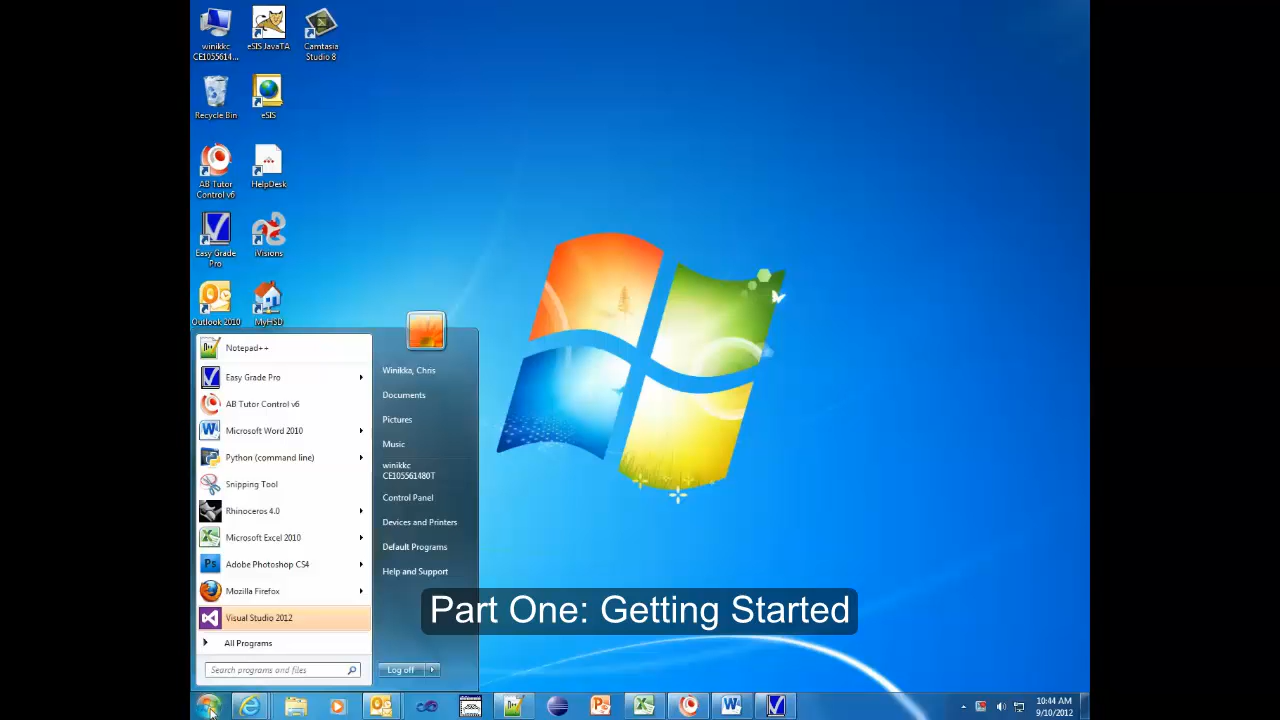 winikkc
CE1055614...
eSIS JavaTA
Camtasia
Studio 8
Recycle Bin
eSIS
AB Tutor
Control v6
HelpDesk
Easy Grade
Pro
iVisions
Outlook 2010
MyHSD
Notepad++
Easy Grade Pro
AB Tutor Control v6
Microsoft Word 2010
Python (command line)
Snipping Tool
Rhinoceros 4.0
Microsoft Excel 2010
Adobe Photoshop CS4
Mozilla Firefox
Visual Studio 2012
All Programs
Search programs and files
Winikka, Chris
Documents
Pictures
Music
winikkc
CE105561480T
Control Panel
Devices and Printers
Default Programs
Help and Support
Log off
Part One: Getting Started
10:44 AM
9/10/2012